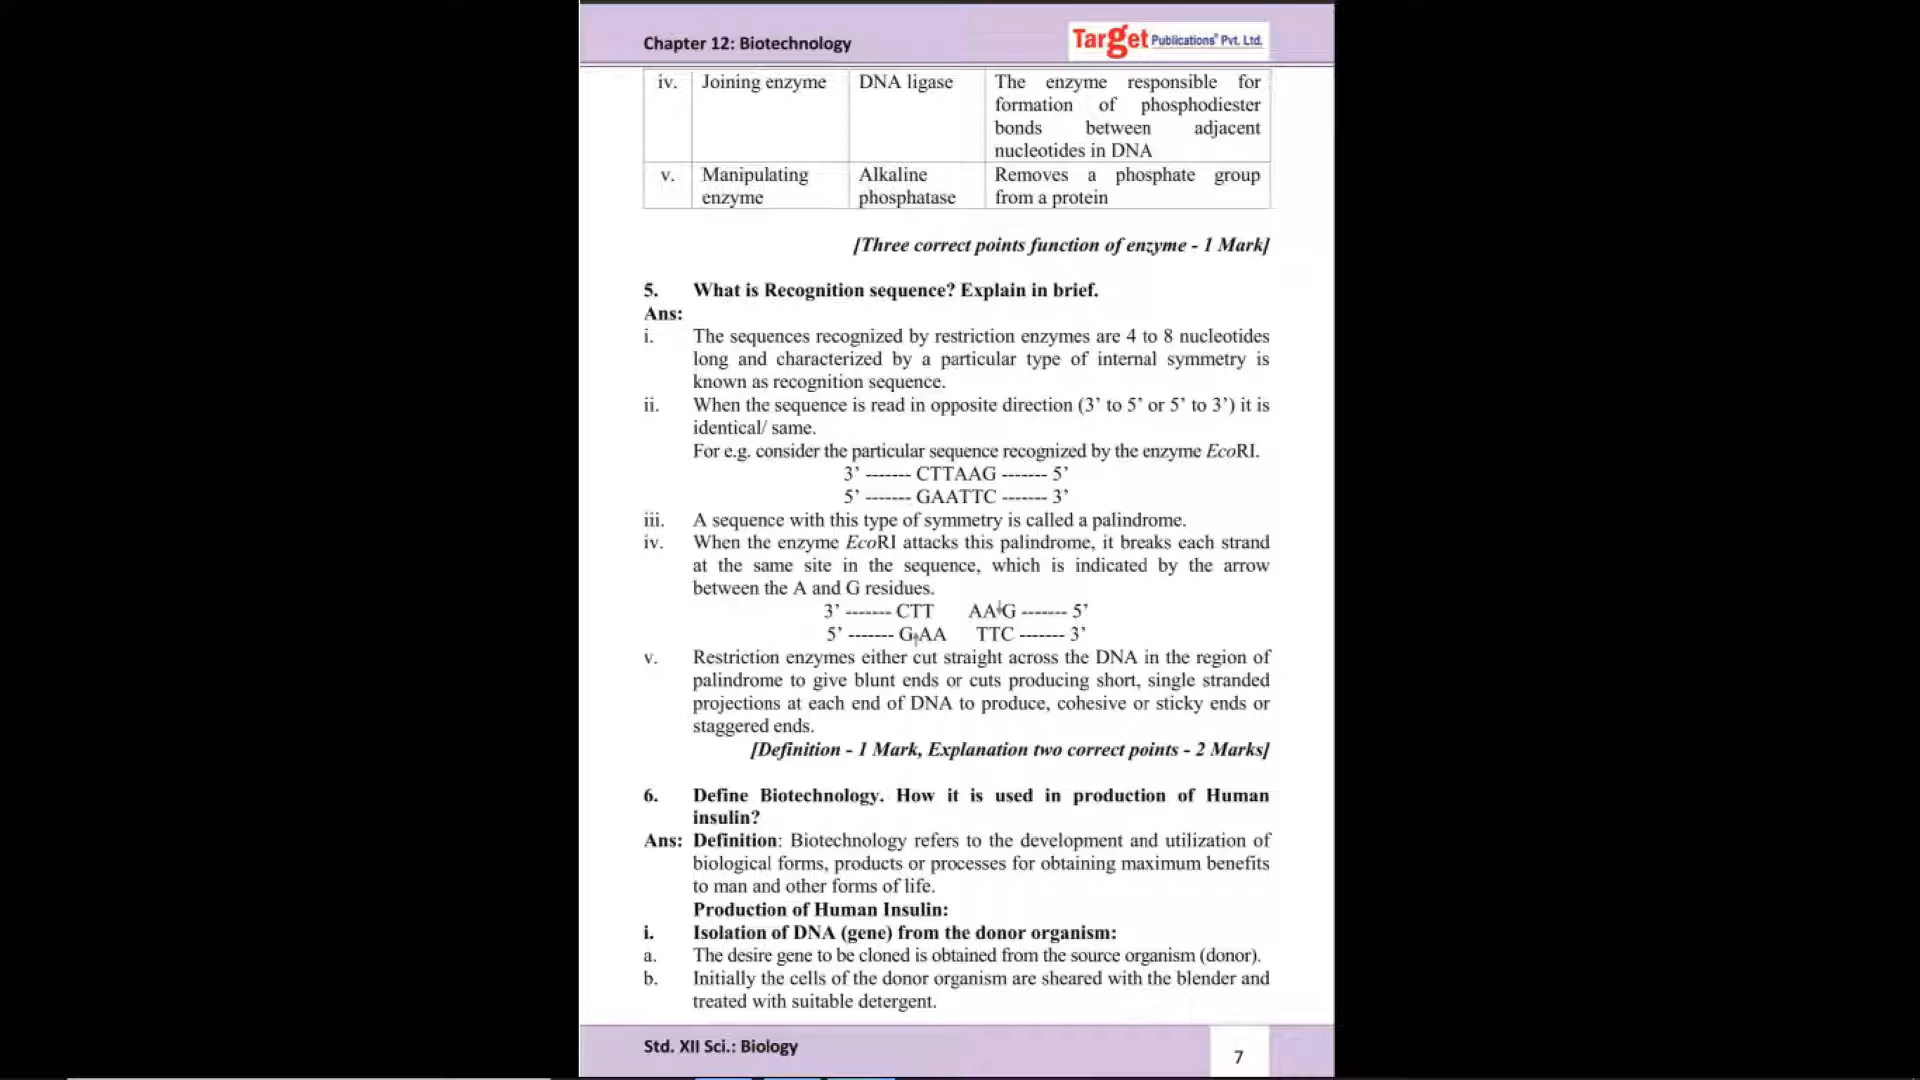 Chapter 12: Biotechnology
Target Publications® Pvt. Ltd.
iv. Joining enzyme DNA ligase The enzyme responsible for
formation of phosphodiester
bonds between adjacent
nucleotides in DNA
v. Manipulating Alkaline Removes a phosphate group
enzyme phosphatase from a protein
[Three correct points function of enzyme - 1 Mark]
5. What is Recognition sequence? Explain in brief.
Ans:
i. The sequences recognized by restriction enzymes are 4 to 8 nucleotides
long and characterized by a particular type of internal symmetry is
known as recognition sequence.
ii. When the sequence is read in opposite direction (3’ to 5’ or 5’ to 3’) it is
identical/ same.
For e.g. consider the particular sequence recognized by the enzyme EcoRI.
3’ ------- CTTAAG ------- 5’
5’ ------- GAATTC ------- 3’
iii. A sequence with this type of symmetry is called a palindrome.
iv. When the enzyme EcoRI attacks this palindrome, it breaks each strand
at the same site in the sequence, which is indicated by the arrow
between the A and G residues.
3’ ------- CTT AA↓G ------- 5’
5’ ------- G↑AA TTC ------- 3’
v. Restriction enzymes either cut straight across the DNA in the region of
palindrome to give blunt ends or cuts producing short, single stranded
projections at each end of DNA to produce, cohesive or sticky ends or
staggered ends.
[Definition - 1 Mark, Explanation two correct points - 2 Marks]
6. Define Biotechnology. How it is used in production of Human
insulin?
Ans: Definition: Biotechnology refers to the development and utilization of
biological forms, products or processes for obtaining maximum benefits
to man and other forms of life.
Production of Human Insulin:
i. Isolation of DNA (gene) from the donor organism:
a. The desire gene to be cloned is obtained from the source organism (donor).
b. Initially the cells of the donor organism are sheared with the blender and
treated with suitable detergent.
Std. XII Sci.: Biology
7